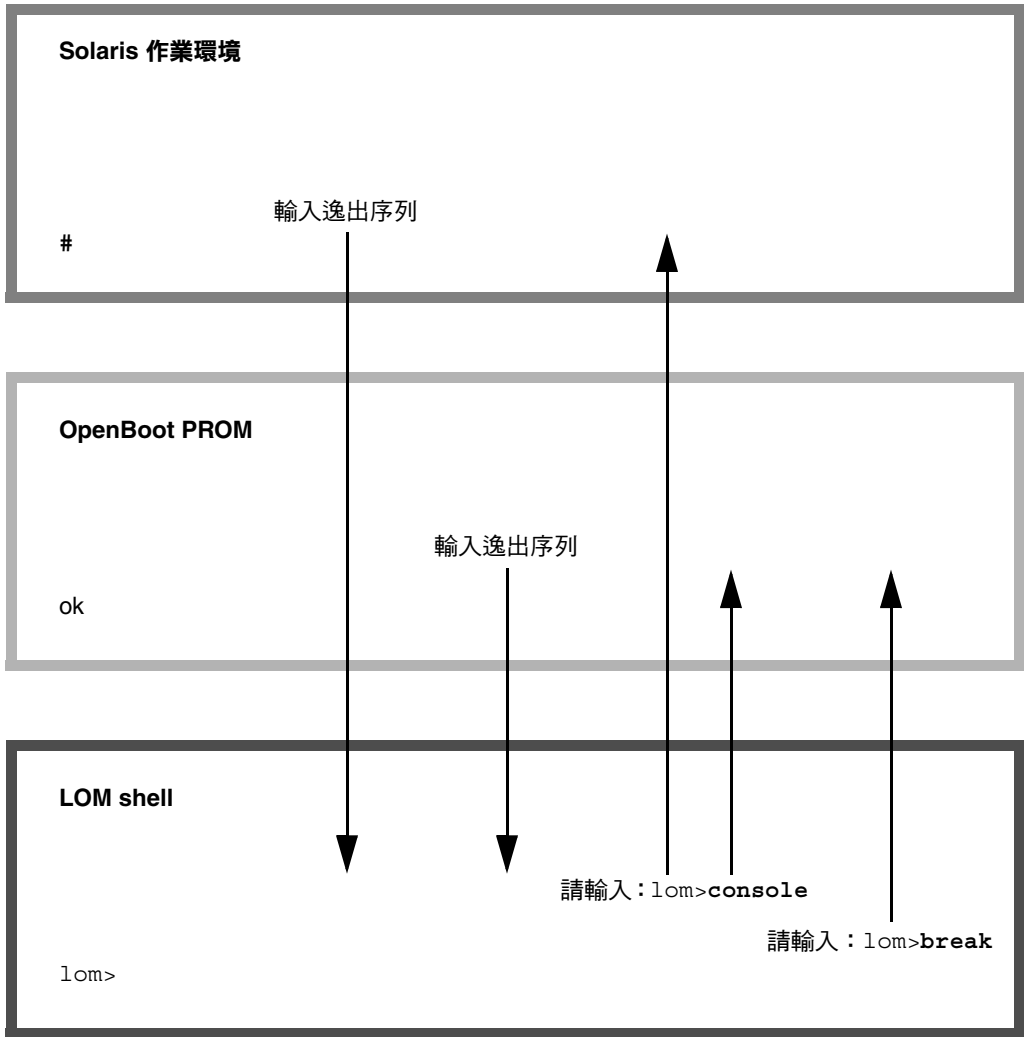 Solaris 作業環境
輸入逸出序列
#
OpenBoot PROM
輸入逸出序列
ok
LOM shell
請輸入：lom>console
請輸入：lom>break
lom>